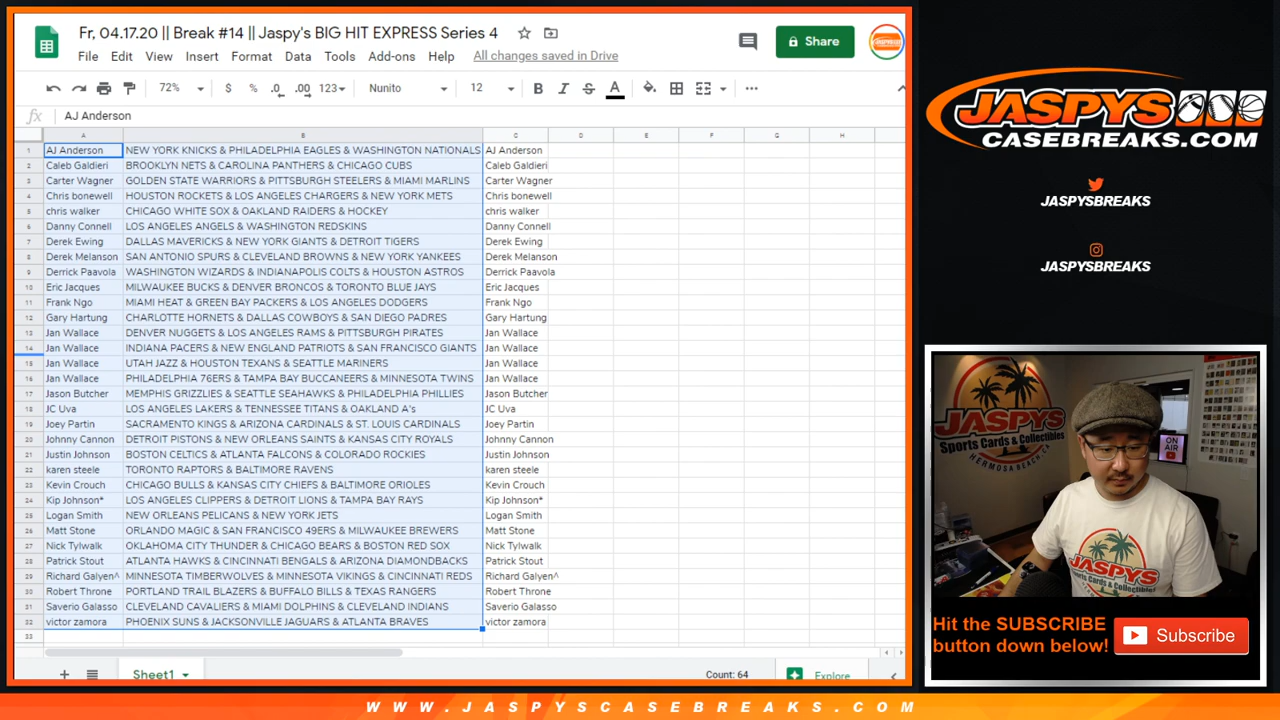 Fr, 04.17.20 || Break #14 || Jaspy's BIG HIT EXPRESS Series 4
Share
File Edit View Insert Format Data Tools Add-ons Help All changes saved in Drive
72% $ % .0 .00 123 Nunito 12 B I S A
fx AJ Anderson
A B C D E F G H
1 AJ Anderson NEW YORK KNICKS & PHILADELPHIA EAGLES & WASHINGTON NATIONALS AJ Anderson
2 Caleb Galdieri BROOKLYN NETS & CAROLINA PANTHERS & CHICAGO CUBS Caleb Galdieri
3 Carter Wagner GOLDEN STATE WARRIORS & PITTSBURGH STEELERS & MIAMI MARLINS Carter Wagner
4 Chris bonewell HOUSTON ROCKETS & LOS ANGELES CHARGERS & NEW YORK METS Chris bonewell
5 chris walker CHICAGO WHITE SOX & OAKLAND RAIDERS & HOCKEY chris walker
6 Danny Connell LOS ANGELES ANGELS & WASHINGTON REDSKINS Danny Connell
7 Derek Ewing DALLAS MAVERICKS & NEW YORK GIANTS & DETROIT TIGERS Derek Ewing
8 Derek Melanson SAN ANTONIO SPURS & CLEVELAND BROWNS & NEW YORK YANKEES Derek Melanson
9 Derrick Paavola WASHINGTON WIZARDS & INDIANAPOLIS COLTS & HOUSTON ASTROS Derrick Paavola
10 Eric Jacques MILWAUKEE BUCKS & DENVER BRONCOS & TORONTO BLUE JAYS Eric Jacques
11 Frank Ngo MIAMI HEAT & GREEN BAY PACKERS & LOS ANGELES DODGERS Frank Ngo
12 Gary Hartung CHARLOTTE HORNETS & DALLAS COWBOYS & SAN DIEGO PADRES Gary Hartung
13 Jan Wallace DENVER NUGGETS & LOS ANGELES RAMS & PITTSBURGH PIRATES Jan Wallace
14 Jan Wallace INDIANA PACERS & NEW ENGLAND PATRIOTS & SAN FRANCISCO GIANTS Jan Wallace
15 Jan Wallace UTAH JAZZ & HOUSTON TEXANS & SEATTLE MARINERS Jan Wallace
16 Jan Wallace PHILADELPHIA 76ERS & TAMPA BAY BUCCANEERS & MINNESOTA TWINS Jan Wallace
17 Jason Butcher MEMPHIS GRIZZLIES & SEATTLE SEAHAWKS & PHILADELPHIA PHILLIES Jason Butcher
18 JC Uva LOS ANGELES LAKERS & TENNESSEE TITANS & OAKLAND A's JC Uva
19 Joey Partin SACRAMENTO KINGS & ARIZONA CARDINALS & ST. LOUIS CARDINALS Joey Partin
20 Johnny Cannon DETROIT PISTONS & NEW ORLEANS SAINTS & KANSAS CITY ROYALS Johnny Cannon
21 Justin Johnson BOSTON CELTICS & ATLANTA FALCONS & COLORADO ROCKIES Justin Johnson
22 karen steele TORONTO RAPTORS & BALTIMORE RAVENS karen steele
23 Kevin Crouch CHICAGO BULLS & KANSAS CITY CHIEFS & BALTIMORE ORIOLES Kevin Crouch
24 Kip Johnson* LOS ANGELES CLIPPERS & DETROIT LIONS & TAMPA BAY RAYS Kip Johnson*
25 Logan Smith NEW ORLEANS PELICANS & NEW YORK JETS Logan Smith
26 Matt Stone ORLANDO MAGIC & SAN FRANCISCO 49ERS & MILWAUKEE BREWERS Matt Stone
27 Nick Tylwalk OKLAHOMA CITY THUNDER & CHICAGO BEARS & BOSTON RED SOX Nick Tylwalk
28 Patrick Stout ATLANTA HAWKS & CINCINNATI BENGALS & ARIZONA DIAMONDBACKS Patrick Stout
29 Richard Galyen^ MINNESOTA TIMBERWOLVES & MINNESOTA VIKINGS & CINCINNATI REDS Richard Galyen^
30 Robert Throne PORTLAND TRAIL BLAZERS & BUFFALO BILLS & TEXAS RANGERS Robert Throne
31 Saverio Galasso CLEVELAND CAVALIERS & MIAMI DOLPHINS & CLEVELAND INDIANS Saverio Galasso
32 victor zamora PHOENIX SUNS & JACKSONVILLE JAGUARS & ATLANTA BRAVES victor zamora
33
Sheet1 Count: 64 Explore
JASPYS
CASEBREAKS.COM
JASPYSBREAKS
JASPYSBREAKS
JASPYS
Sports Cards & Collectibles
HERMOSA BEACH, CA
ON AIR
JASPYS
Sports Cards & Collectibles
Hit the SUBSCRIBE
button down below!
Subscribe
WWW.JASPYSCASEBREAKS.COM